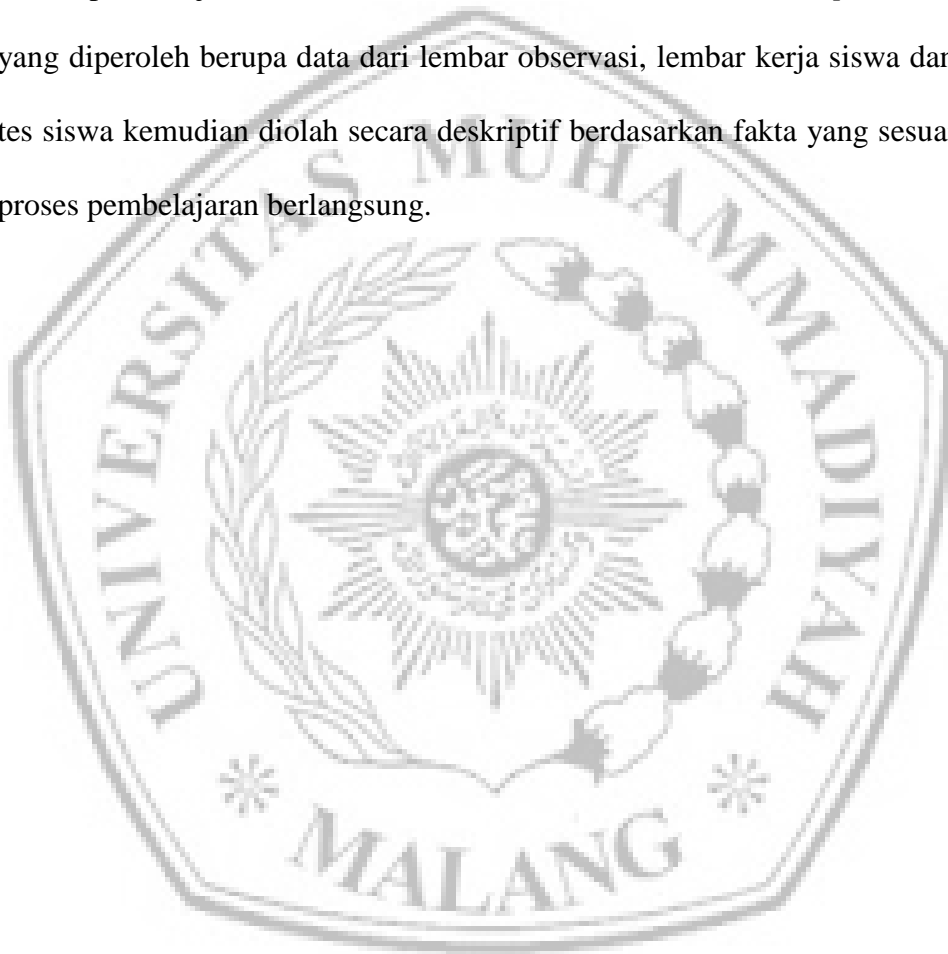 yang diperoleh berupa data dari lembar observasi, lembar kerja siswa dan
tes siswa kemudian diolah secara deskriptif berdasarkan fakta yang sesua
proses pembelajaran berlangsung.
UNIVERSITAS MUHAMMADIYAH
MALANG